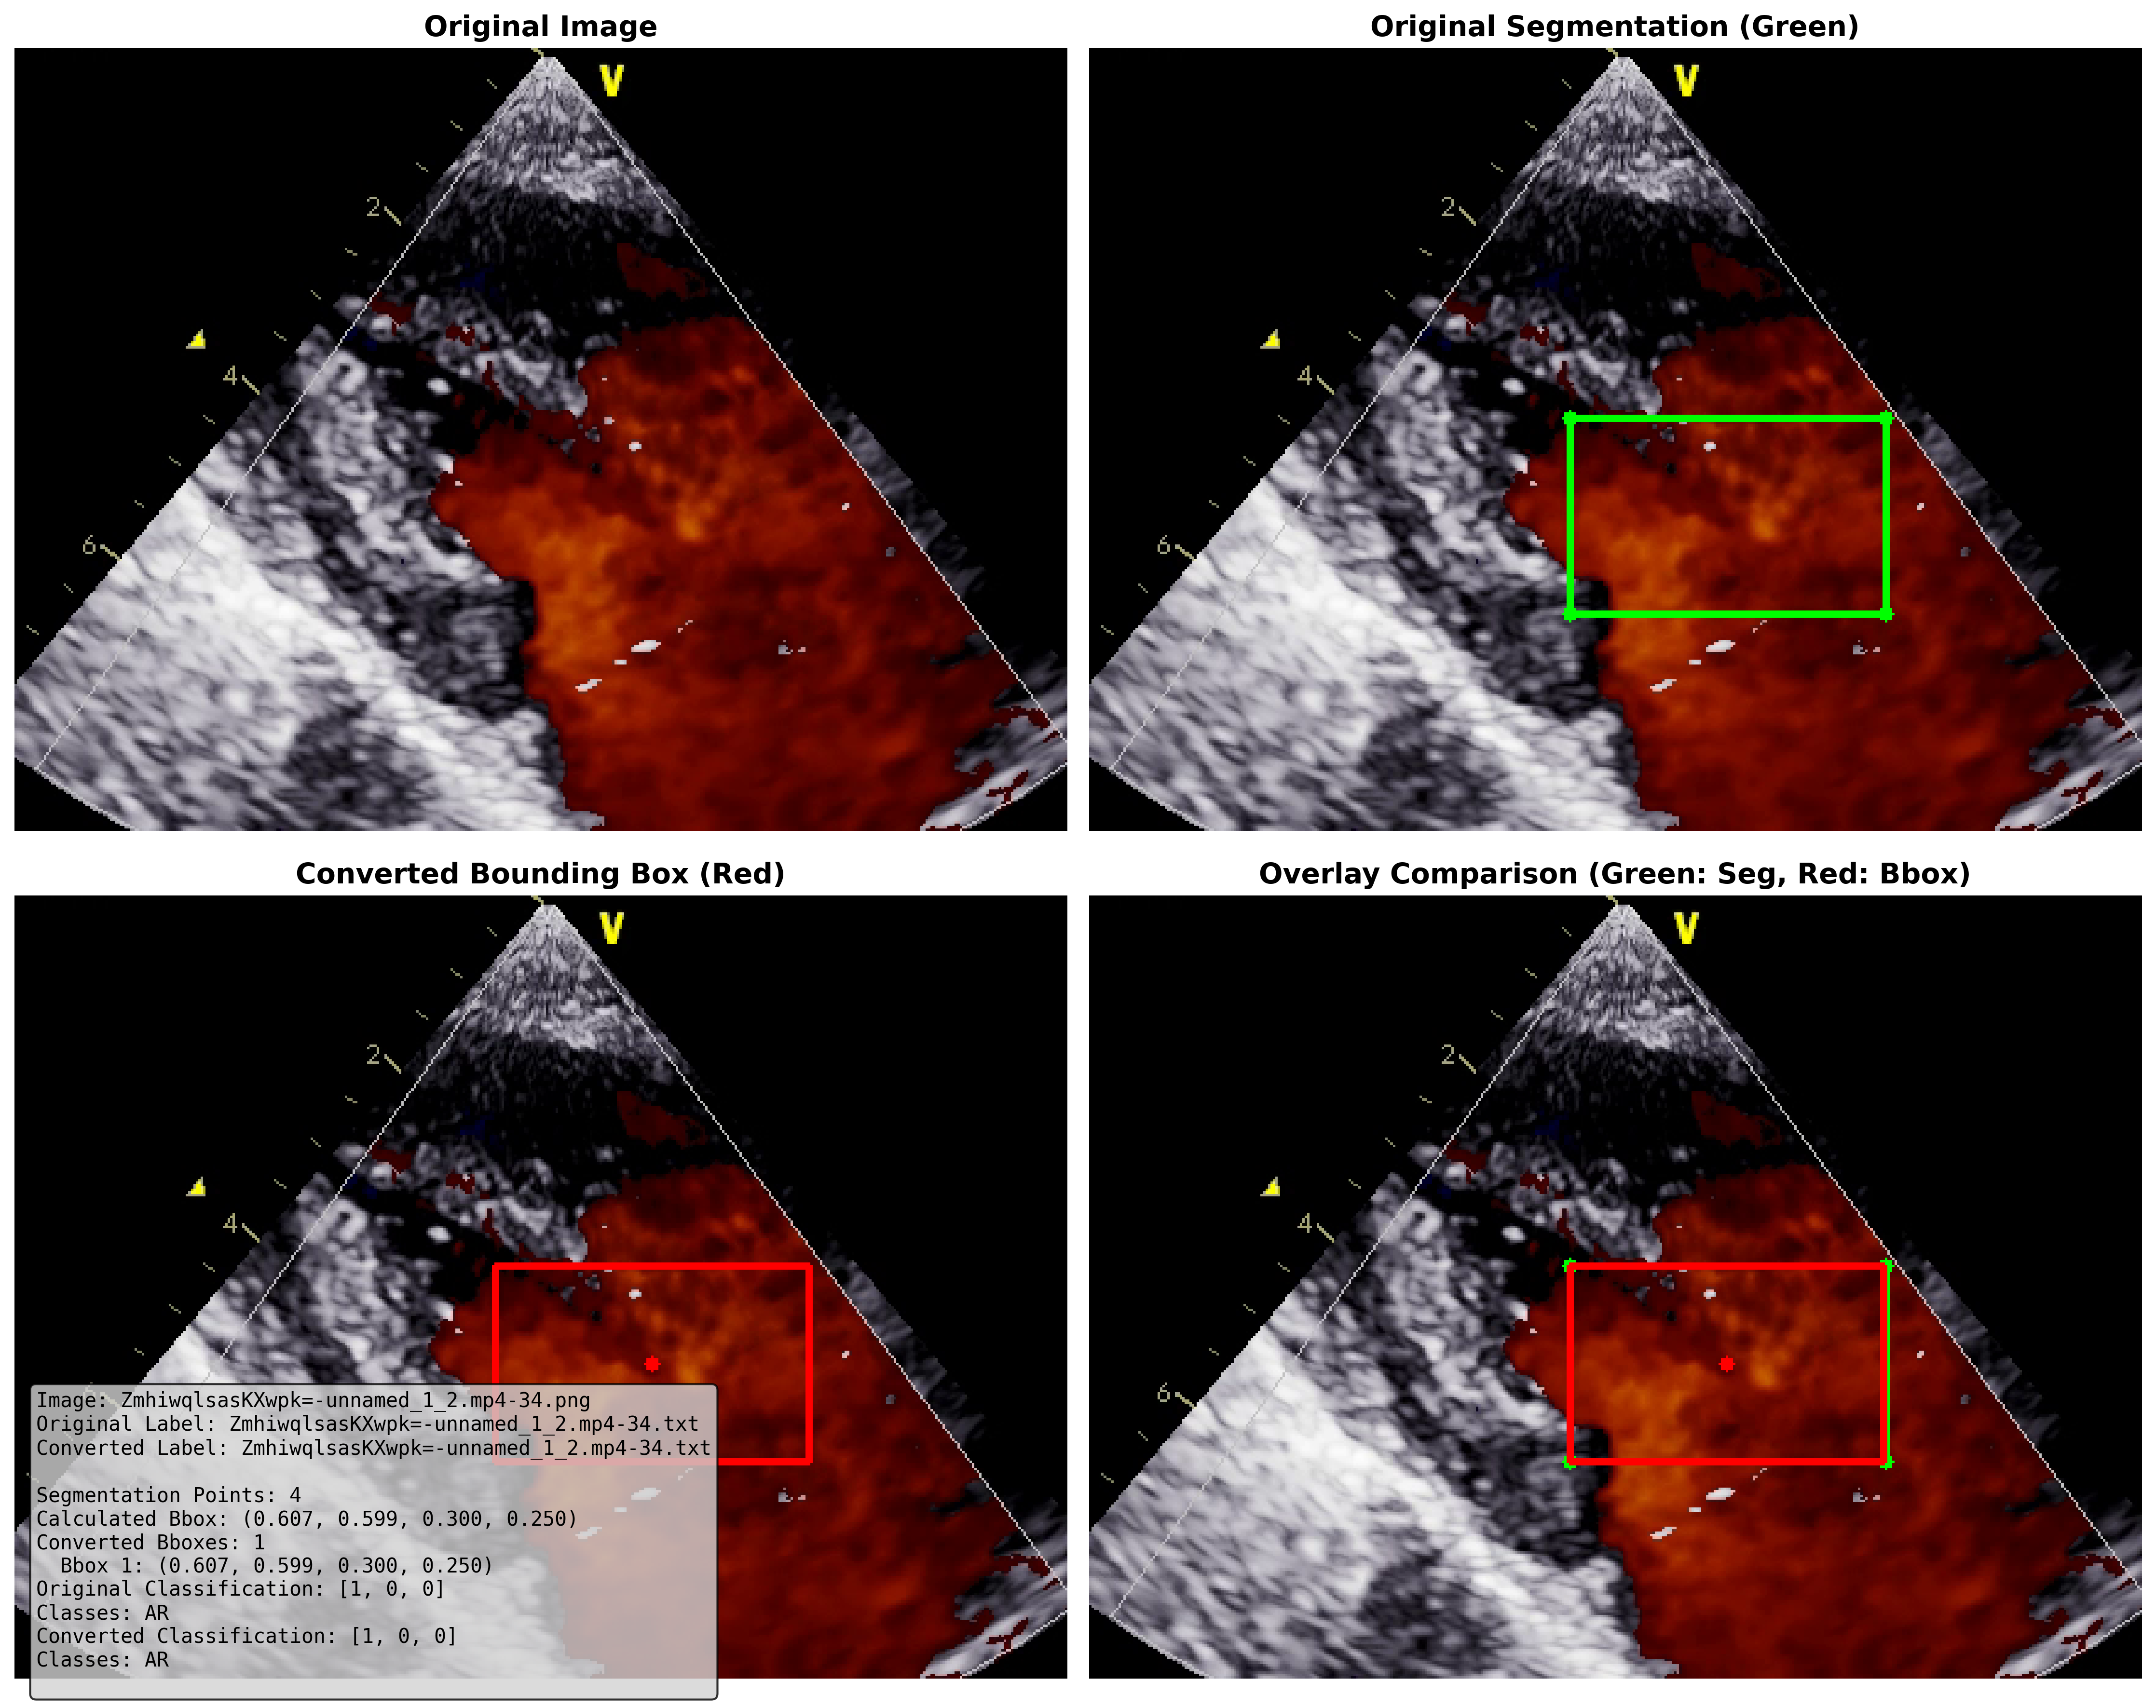 Original Image
Original Segmentation (Green)
V
2
4
6
V
2
4
6
Converted Bounding Box (Red)
Overlay Comparison (Green: Seg, Red: Bbox)
V
2
4
V
2
4
6
Image: ZmhiwqlsasKXwpk=-unnamed_1_2.mp4-34.png
Original Label: ZmhiwqlsasKXwpk=-unnamed_1_2.mp4-34.txt
Converted Label: ZmhiwqlsasKXwpk=-unnamed_1_2.mp4-34.txt
Segmentation Points: 4
Calculated Bbox: (0.607, 0.599, 0.300, 0.250)
Converted Bboxes: 1
Bbox 1: (0.607, 0.599, 0.300, 0.250)
Original Classification: [1, 0, 0]
Classes: AR
Converted Classification: [1, 0, 0]
Classes: AR